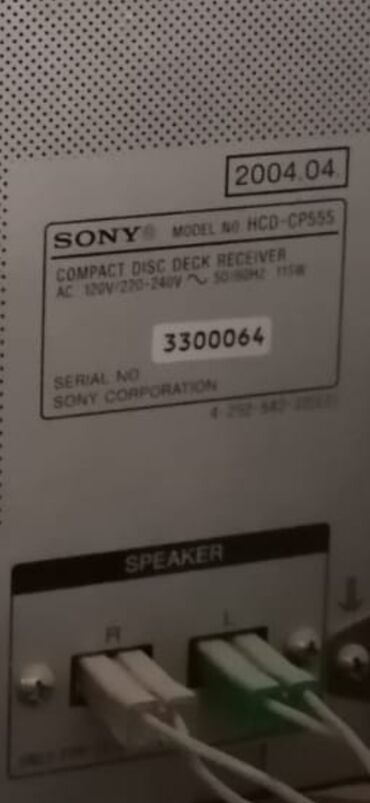 2004.04.
SONY® MODEL NO. HCD-CP555
COMPACT DISC DECK RECEIVER
AC 120V/220-240V ~ 50/60HZ 115W
3300064
SERIAL NO
SONY CORPORATION
SPEAKER
R L